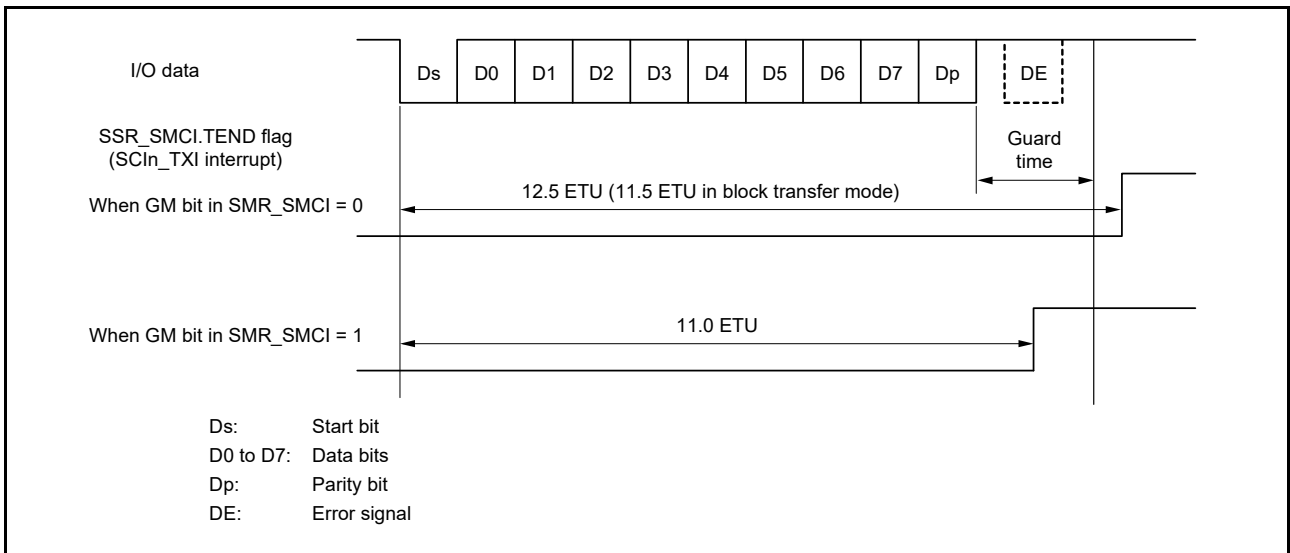 I/O data
Ds D0 D1 D2 D3 D4 D5 D6 D7 Dp DE
SSR_SMCI.TEND flag
(SCIn_TXI interrupt)
Guard
time
When GM bit in SMR_SMCI = 0
12.5 ETU (11.5 ETU in block transfer mode)
When GM bit in SMR_SMCI = 1
11.0 ETU
Ds: Start bit
D0 to D7: Data bits
Dp: Parity bit
DE: Error signal